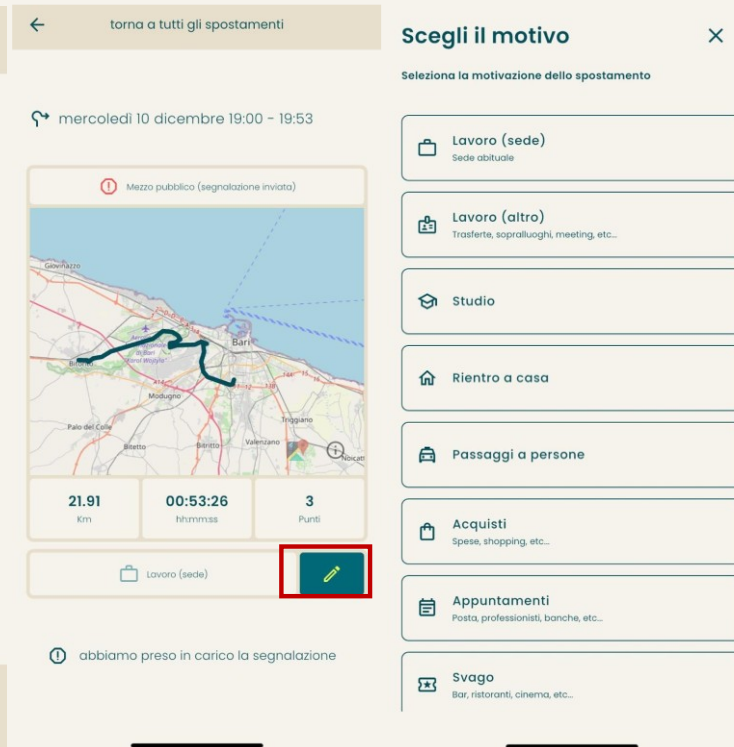 torna a tutti gli spostamenti
mercoledì 10 dicembre 19:00 - 19:53
Mezzo pubblico (segnalazione inviata)
Giovinazzo
Bari
Bitonto
Modugno
Palo del Colle
Bitetto
Bitritto
Valenzano
Triggiano
Noicatt
21.91
Km
00:53:26
hh:mm:ss
3
Punti
Lavoro (sede)
abbiamo preso in carico la segnalazione
Scegli il motivo
Seleziona la motivazione dello spostamento
Lavoro (sede)
Sede abituale
Lavoro (altro)
Trasferte, sopralluoghi, meeting, etc...
Studio
Rientro a casa
Passaggi a persone
Acquisti
Spese, shopping, etc...
Appuntamenti
Posta, professionisti, banche, etc...
Svago
Bar, ristoranti, cinema, etc...